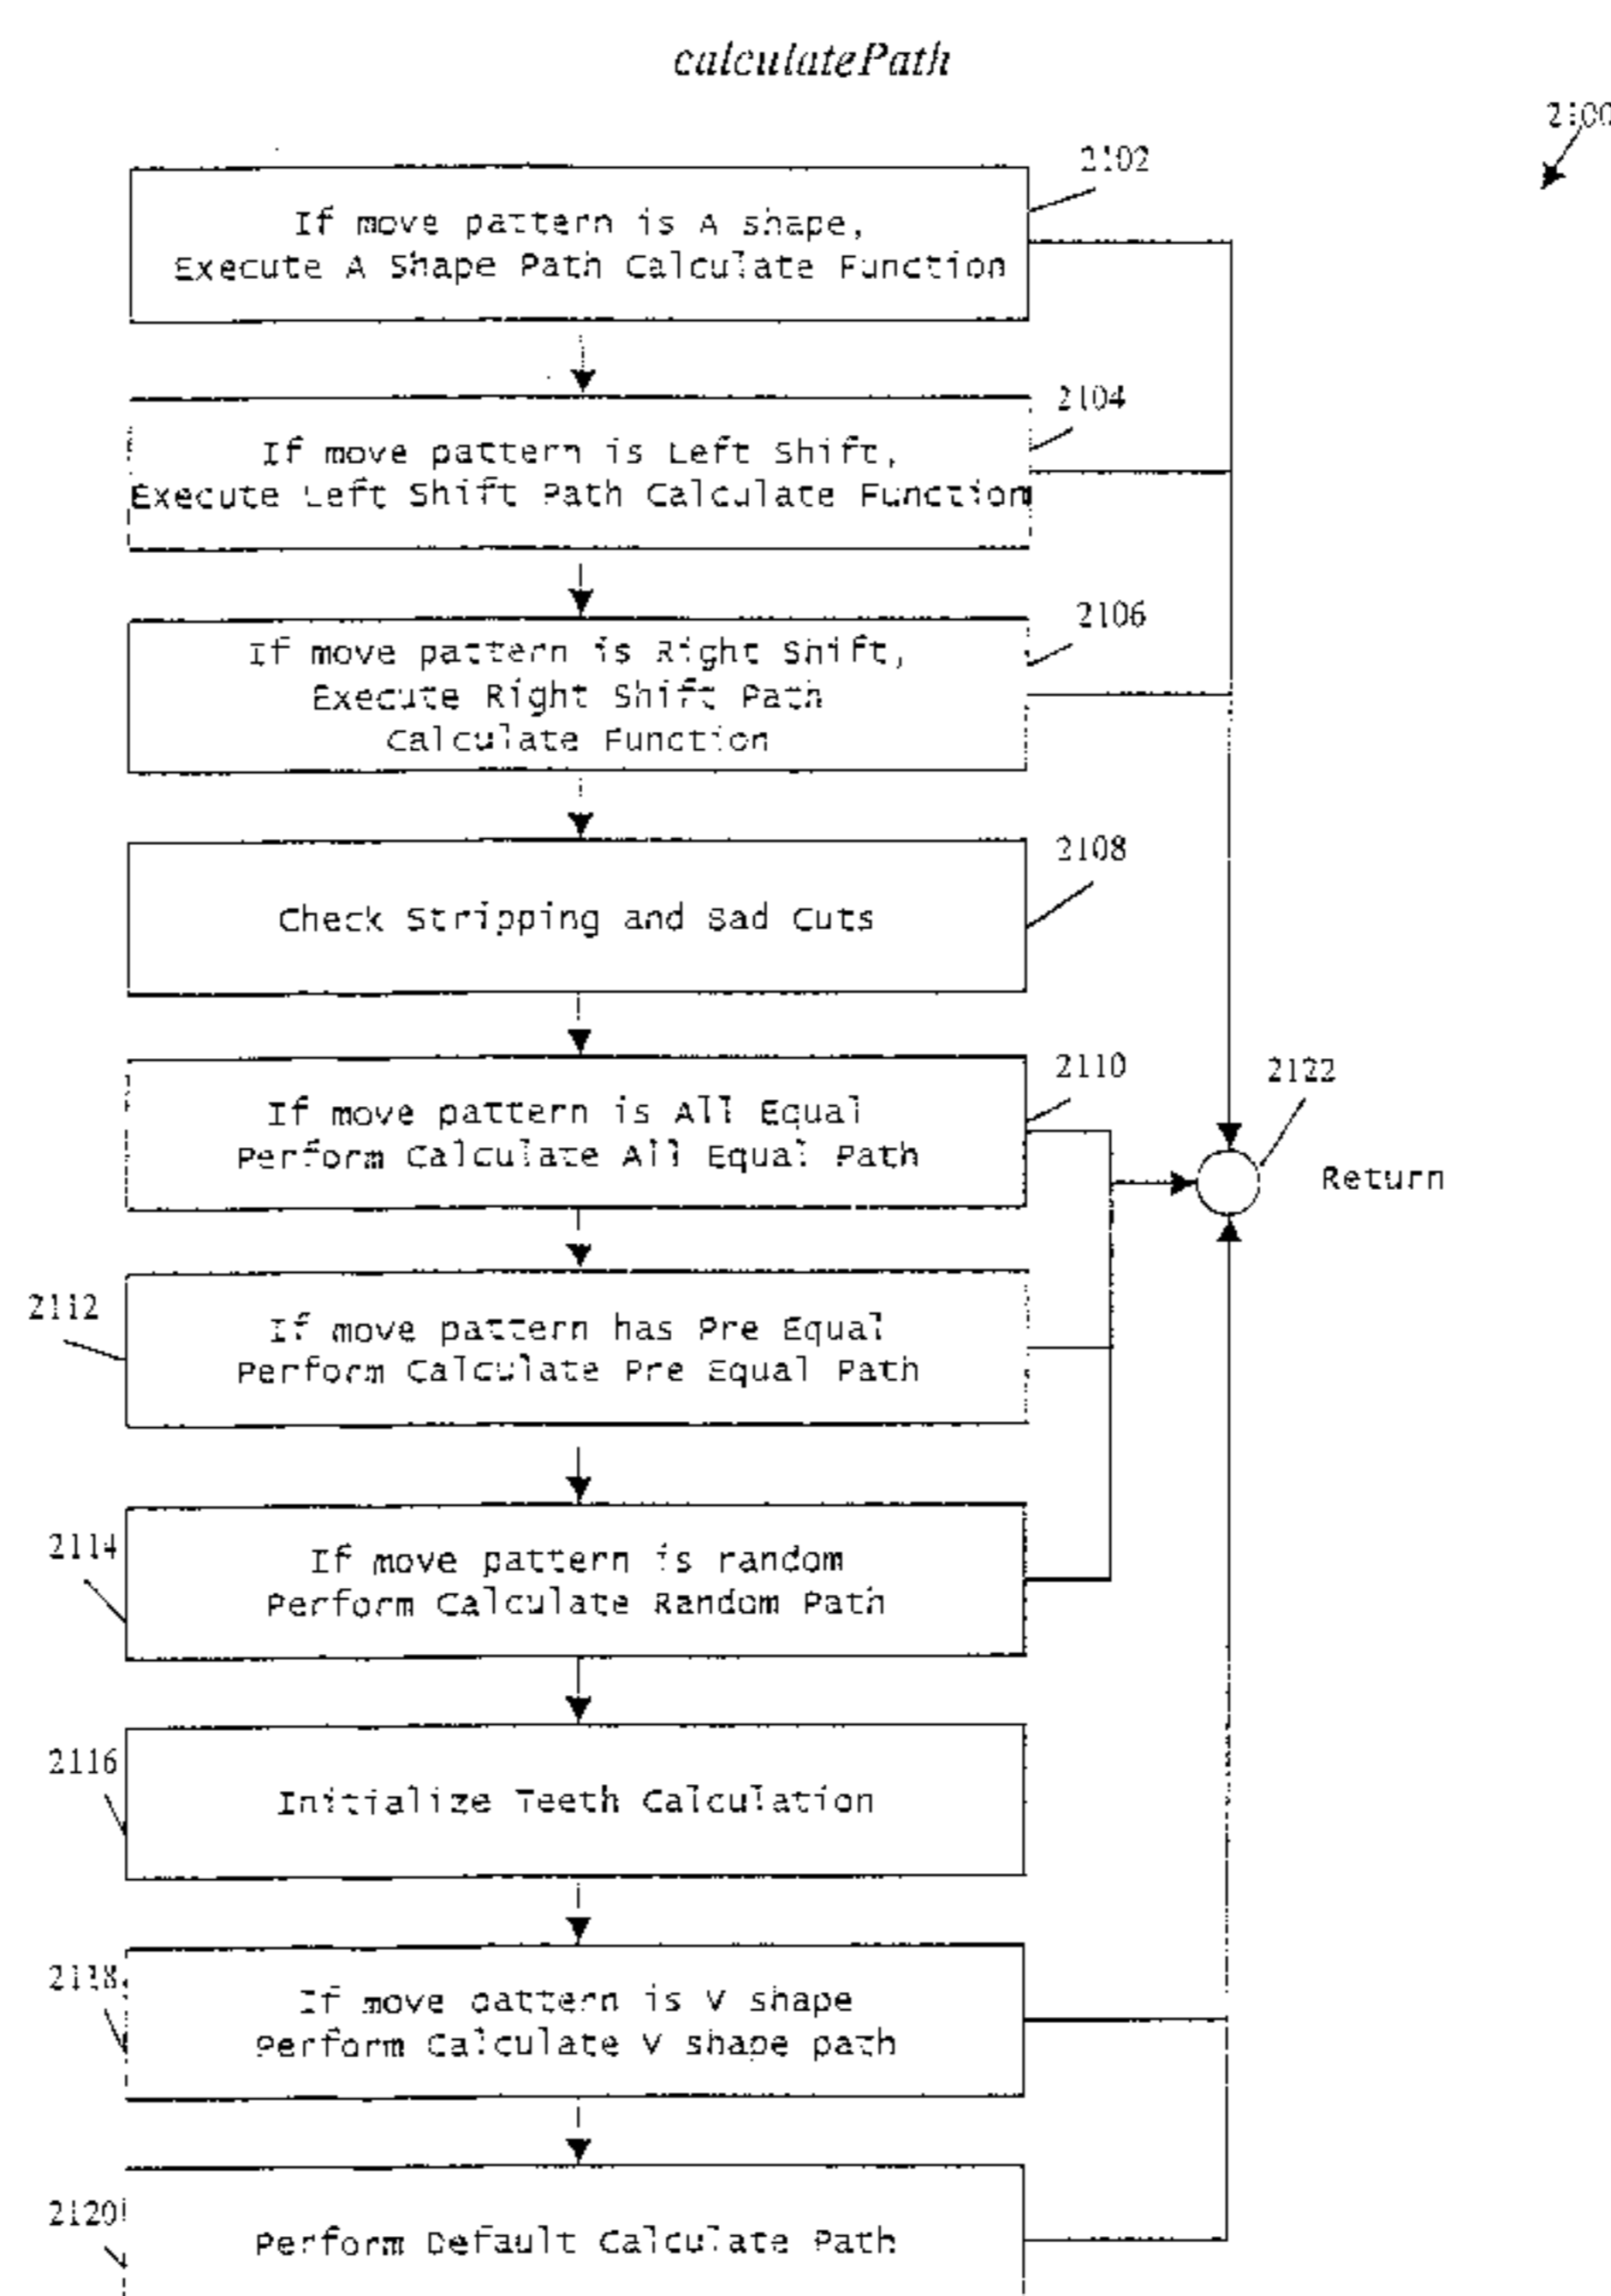 calculatePath
2100
2102
If move pattern is A shape,
Execute A Shape Path Calculate Function
2104
If move pattern is Left Shift,
Execute Left Shift Path Calculate Function
2106
If move pattern is Right Shift,
Execute Right Shift Path
Calculate Function
2108
Check Stripping and Bad Cuts
2110
If move pattern is All Equal
Perform Calculate All Equal Path
2122
Return
2112
If move pattern has Pre Equal
Perform Calculate Pre Equal Path
2114
If move pattern is random
Perform Calculate Random Path
2116
Initialize Teeth Calculation
2118
If move pattern is V shape
Perform Calculate V shape path
2120
Perform Default Calculate Path